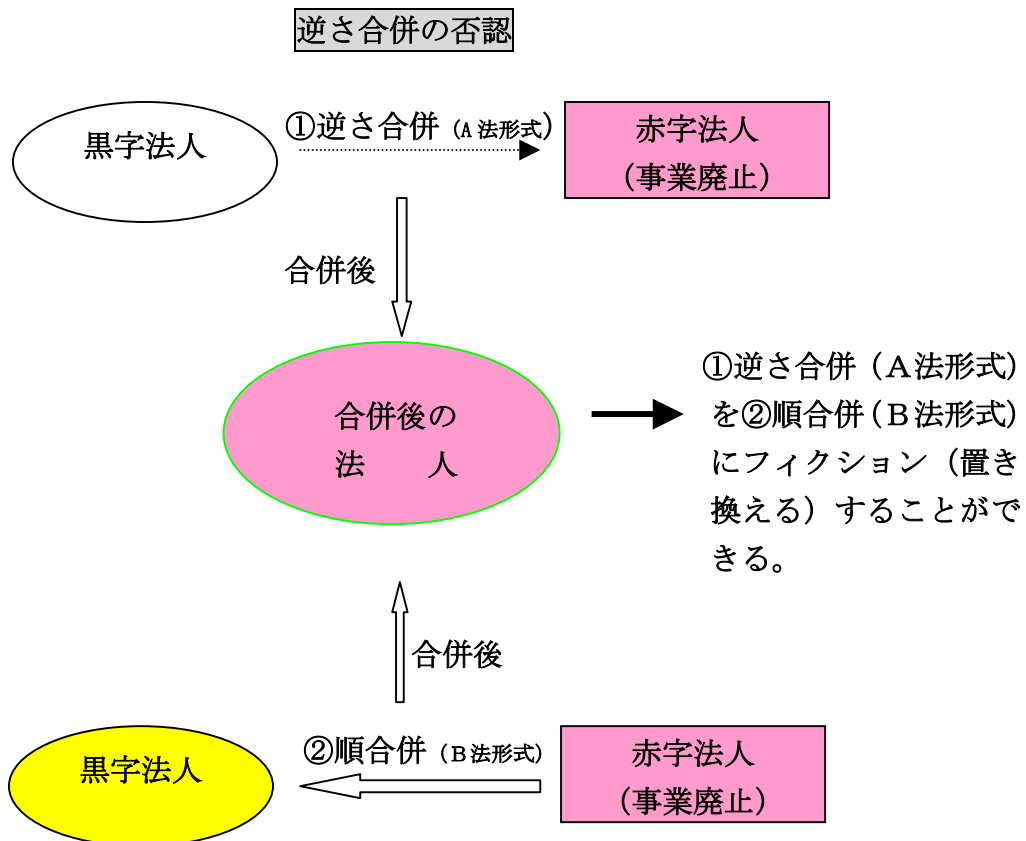 逆さ合併の否認
黒字法人
①逆さ合併（A 法形式）
赤字法人
（事業廃止）
合併後
合併後の
法　　人
①逆さ合併（Ａ法形式）
を②順合併（Ｂ法形式）
にフィクション（置き
換える）することがで
きる。
合併後
黒字法人
②順合併（Ｂ法形式）
赤字法人
（事業廃止）